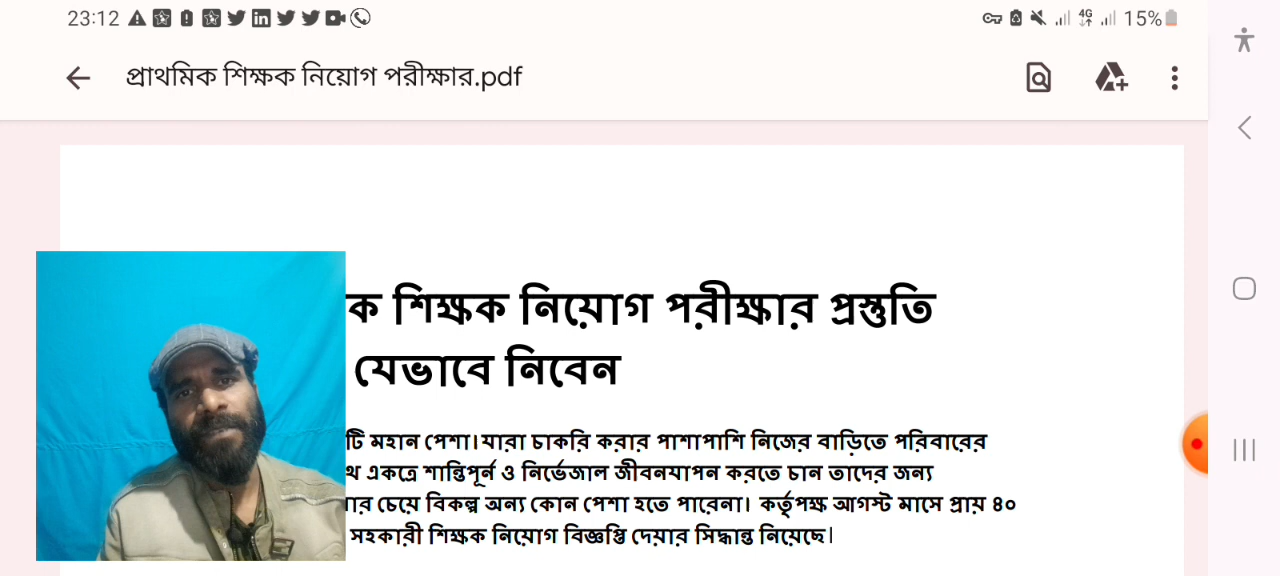 23:12
4G
15%
প্রাথমিক শিক্ষক নিয়োগ পরীক্ষার.pdf
ক শিক্ষক নিয়োগ পরীক্ষার প্রস্তুতি
যেভাবে নিবেন
টি মহান পেশা। যারা চাকরি করার পাশাপাশি নিজের বাড়িতে পরিবারের
থ একত্রে শান্তিপূর্ন ও নির্ভেজাল জীবনযাপন করতে চান তাদের জন্য
ার চেয়ে বিকল্প অন্য কোন পেশা হতে পারেনা। কর্তৃপক্ষ আগস্ট মাসে প্রায় ৪০
সহকারী শিক্ষক নিয়োগ বিজ্ঞপ্তি দেয়ার সিদ্ধান্ত নিয়েছে।